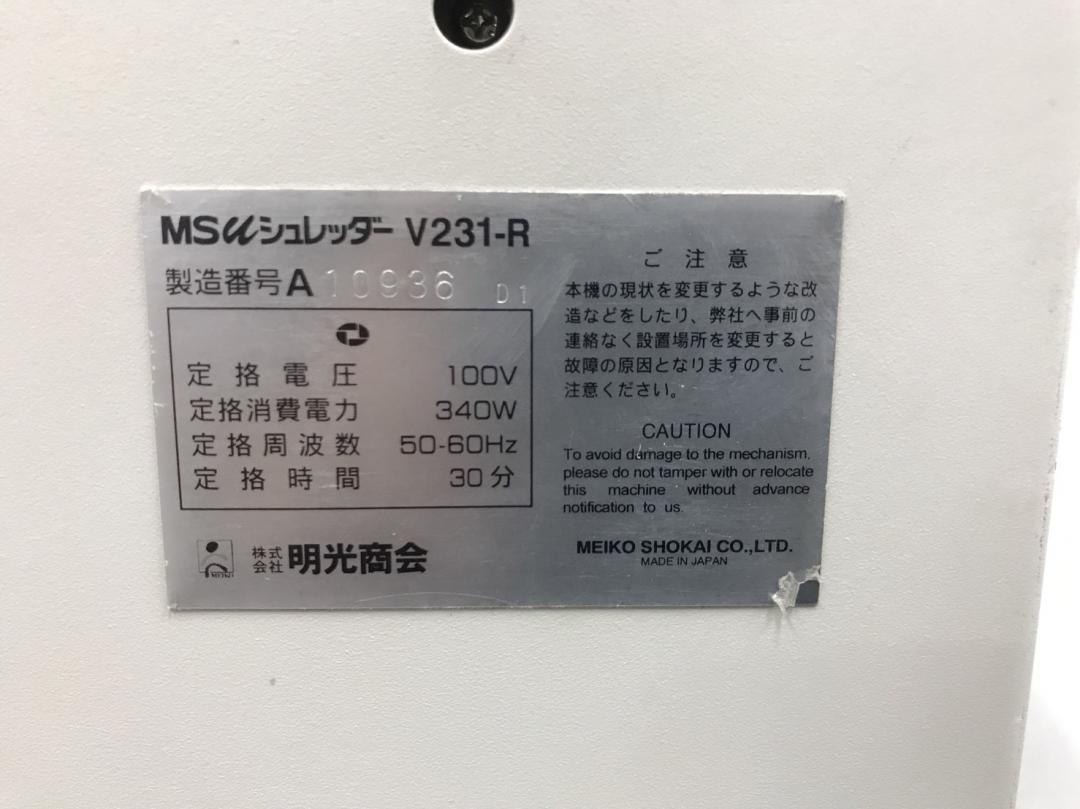 MSμシュレッダー V231-R
製造番号 A 10936 D1
定格電圧 100V
定格消費電力 340W
定格周波数 50-60Hz
定格時間 30分
株式会社 明光商会
MEIKO
ご注意
本機の現状を変更するような改
造などをしたり、弊社へ事前の
連絡なく設置場所を変更すると
故障の原因となりますので、ご
注意ください。
CAUTION
To avoid damage to the mechanism,
please do not tamper with or relocate
this machine without advance
notification to us.
MEIKO SHOKAI CO.,LTD.
MADE IN JAPAN